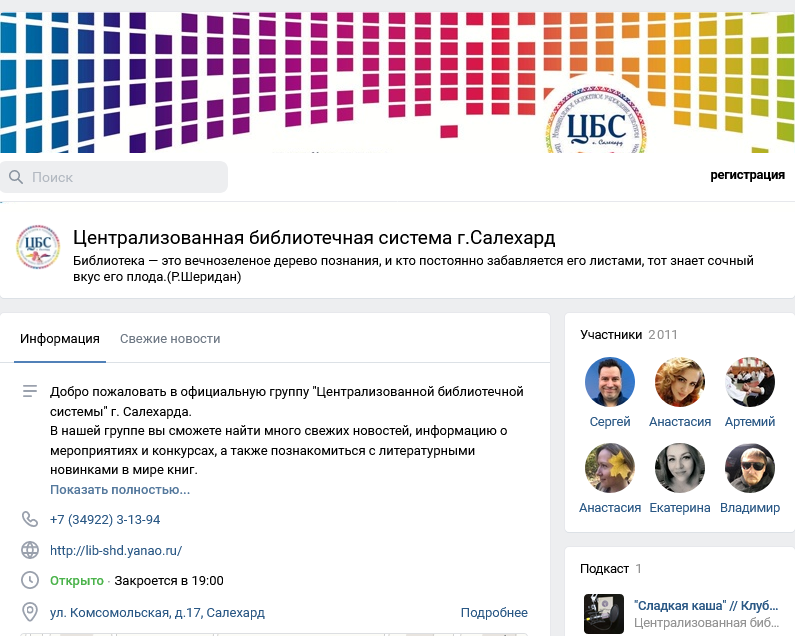 ЦБС
г. Салехард
Поиск
регистрация
ЦБС
Централизованная библиотечная система г.Салехард
Библиотека — это вечнозеленое дерево познания, и кто постоянно забавляется его листами, тот знает сочный
вкус его плода.(Р.Шеридан)
Информация
Свежие новости
Добро пожаловать в официальную группу "Централизованной библиотечной
системы" г. Салехарда.
В нашей группе вы сможете найти много свежих новостей, информацию о
мероприятиях и конкурсах, а также познакомиться с литературными
новинками в мире книг.
Показать полностью...
+7 (34922) 3-13-94
http://lib-shd.yanao.ru/
Открыто · Закроется в 19:00
ул. Комсомольская, д.17, Салехард
Подробнее
Участники 2011
Сергей Анастасия Артемий
Анастасия Екатерина Владимир
Подкаст 1
"Сладкая каша" // Клуб...
Централизованная биб...